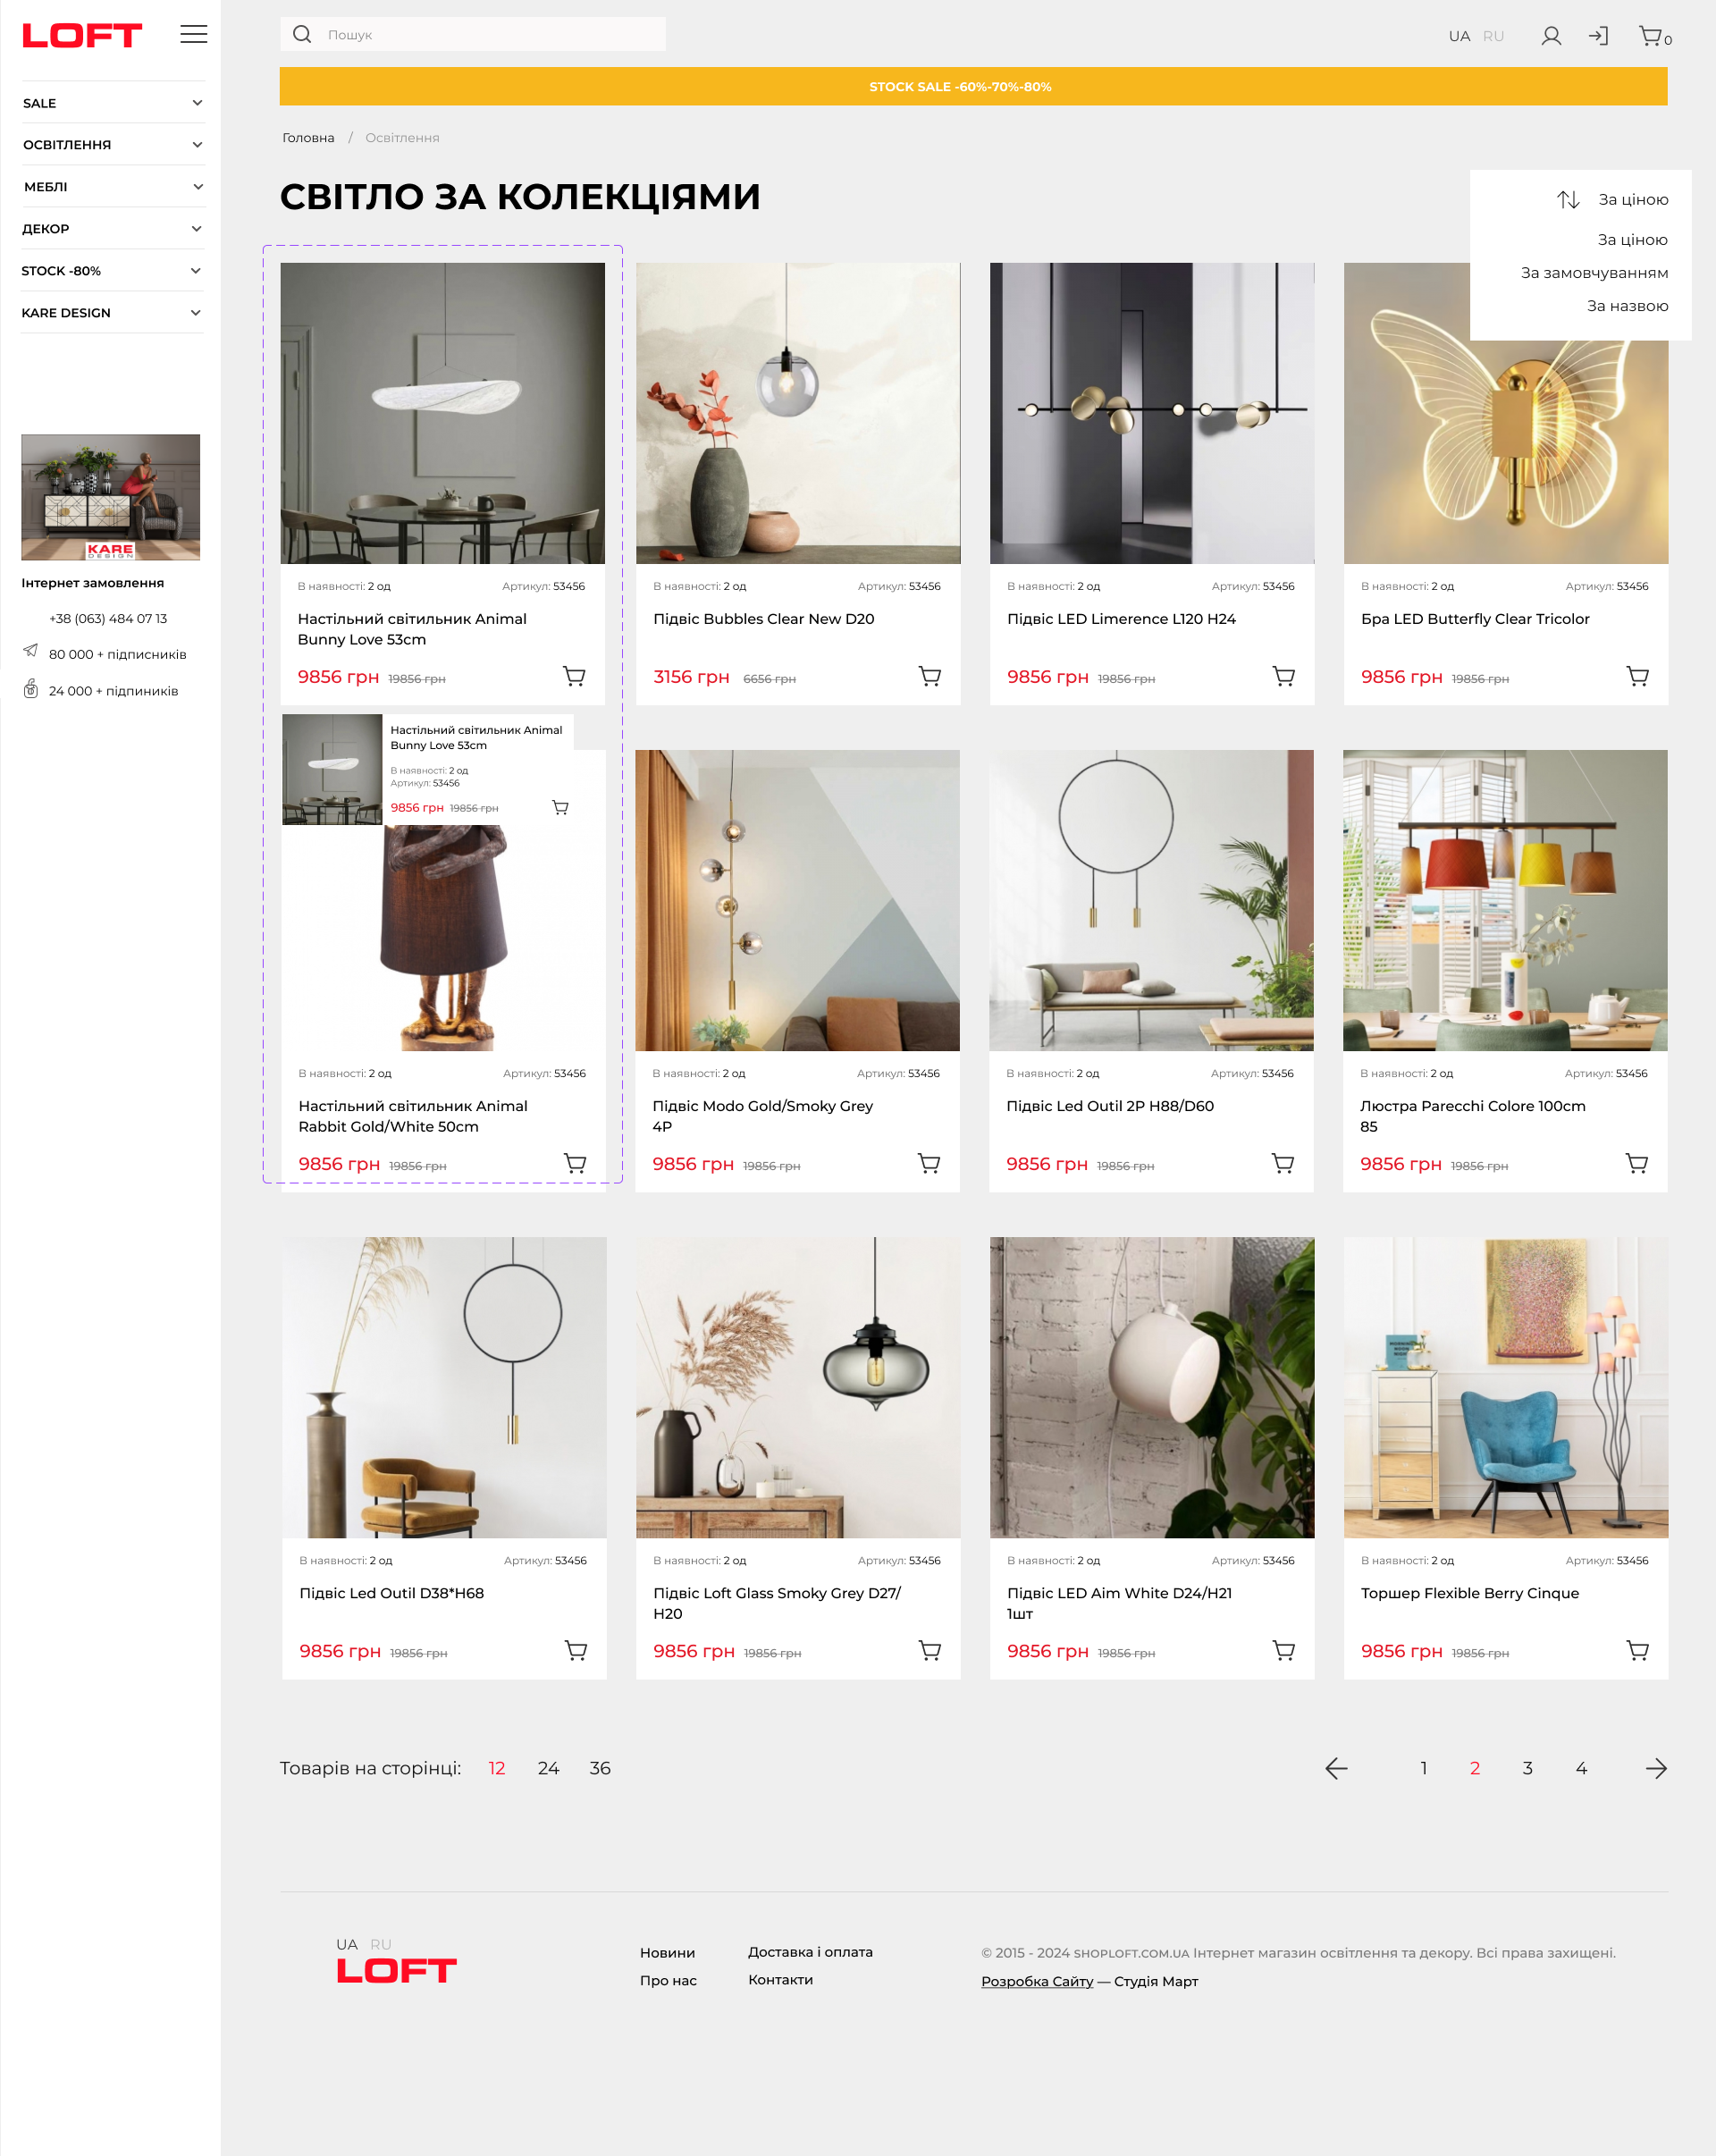 LOFT
SALE
ОСВІТЛЕННЯ
МЕБЛІ
ДЕКОР
STOCK -80%
KARE DESIGN
KARE
DESIGN
Інтернет замовлення
+38 (063) 484 07 13
80 000 + підписників
24 000 + підпиників
Пошук
UA RU
0
STOCK SALE -60%-70%-80%
Головна / Освітлення
СВІТЛО ЗА КОЛЕКЦІЯМИ
За ціною
За ціною
За замовчуванням
За назвою
В наявності: 2 од Артикул: 53456
Настільний світильник Animal
Bunny Love 53cm
9856 грн 19856 грн
В наявності: 2 од Артикул: 53456
Підвіс Bubbles Clear New D20
3156 грн 6656 грн
В наявності: 2 од Артикул: 53456
Підвіс LED Limerence L120 H24
9856 грн 19856 грн
В наявності: 2 од Артикул: 53456
Бра LED Butterfly Clear Tricolor
9856 грн 19856 грн
Настільний світильник Animal
Bunny Love 53cm
В наявності: 2 од
Артикул: 53456
9856 грн 19856 грн
В наявності: 2 од Артикул: 53456
Настільний світильник Animal
Rabbit Gold/White 50cm
9856 грн 19856 грн
В наявності: 2 од Артикул: 53456
Підвіс Modo Gold/Smoky Grey
4P
9856 грн 19856 грн
В наявності: 2 од Артикул: 53456
Підвіс Led Outil 2P H88/D60
9856 грн 19856 грн
В наявності: 2 од Артикул: 53456
Люстра Parecchi Colore 100cm
85
9856 грн 19856 грн
В наявності: 2 од Артикул: 53456
Підвіс Led Outil D38*H68
9856 грн 19856 грн
В наявності: 2 од Артикул: 53456
Підвіс Loft Glass Smoky Grey D27/
H20
9856 грн 19856 грн
В наявності: 2 од Артикул: 53456
Підвіс LED Aim White D24/H21
1шт
9856 грн 19856 грн
В наявності: 2 од Артикул: 53456
Торшер Flexible Berry Cinque
9856 грн 19856 грн
Товарів на сторінці: 12 24 36
1 2 3 4
UA RU
LOFT
Новини
Про нас
Доставка і оплата
Контакти
© 2015 - 2024 SHOPLOFT.COM.UA Інтернет магазин освітлення та декору. Всі права захищені.
Розробка Сайту — Студія Март